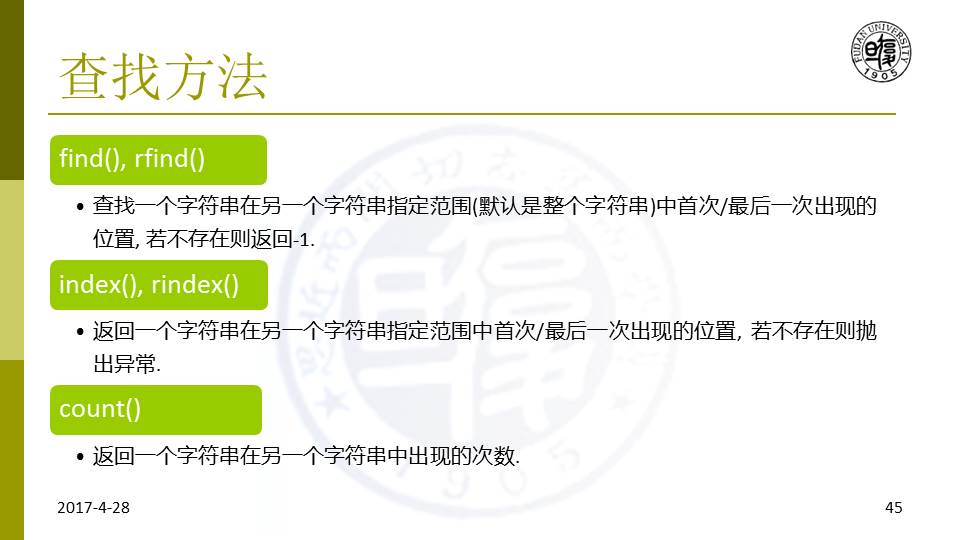 查找方法
FUDAN UNIVERSITY
1905
find(), rfind()
• 查找一个字符串在另一个字符串指定范围(默认是整个字符串)中首次/最后一次出现的
位置, 若不存在则返回-1.
index(), rindex()
• 返回一个字符串在另一个字符串指定范围中首次/最后一次出现的位置, 若不存在则抛
出异常.
count()
• 返回一个字符串在另一个字符串中出现的次数.
2017-4-28
45